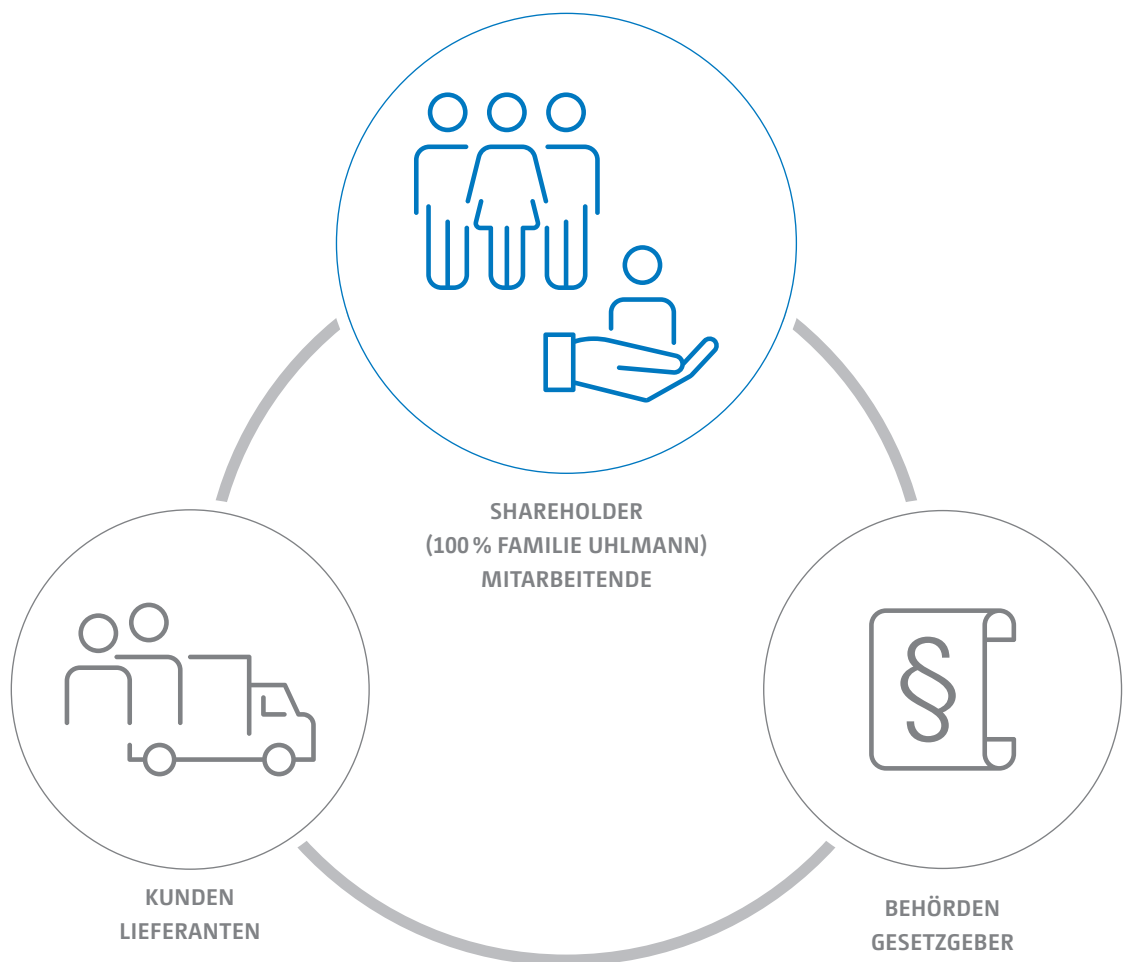 SHAREHOLDER
(100 % FAMILIE UHLMANN)
MITARBEITENDE
§
KUNDEN
LIEFERANTEN
BEHÖRDEN
GESETZGEBER